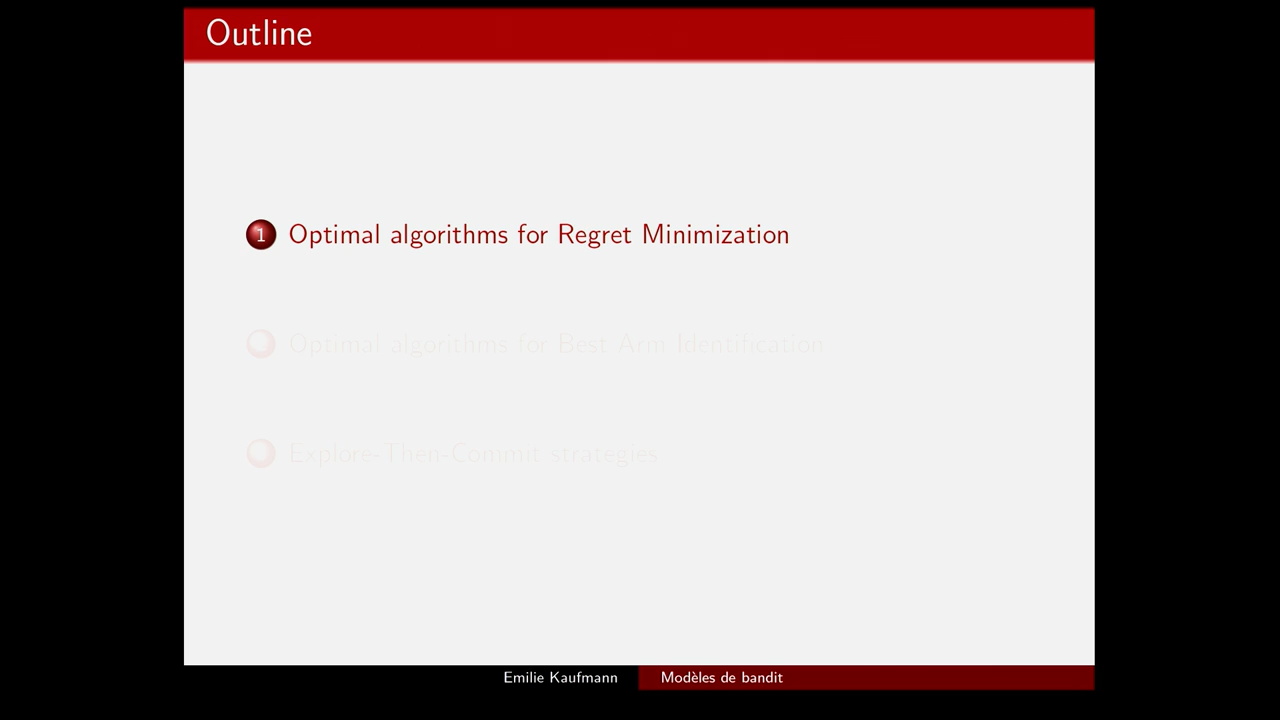 Outline
1 Optimal algorithms for Regret Minimization
Optimal algorithms for Best Arm Identification
Explore-Then-Commit strategies
Emilie Kaufmann Modèles de bandit